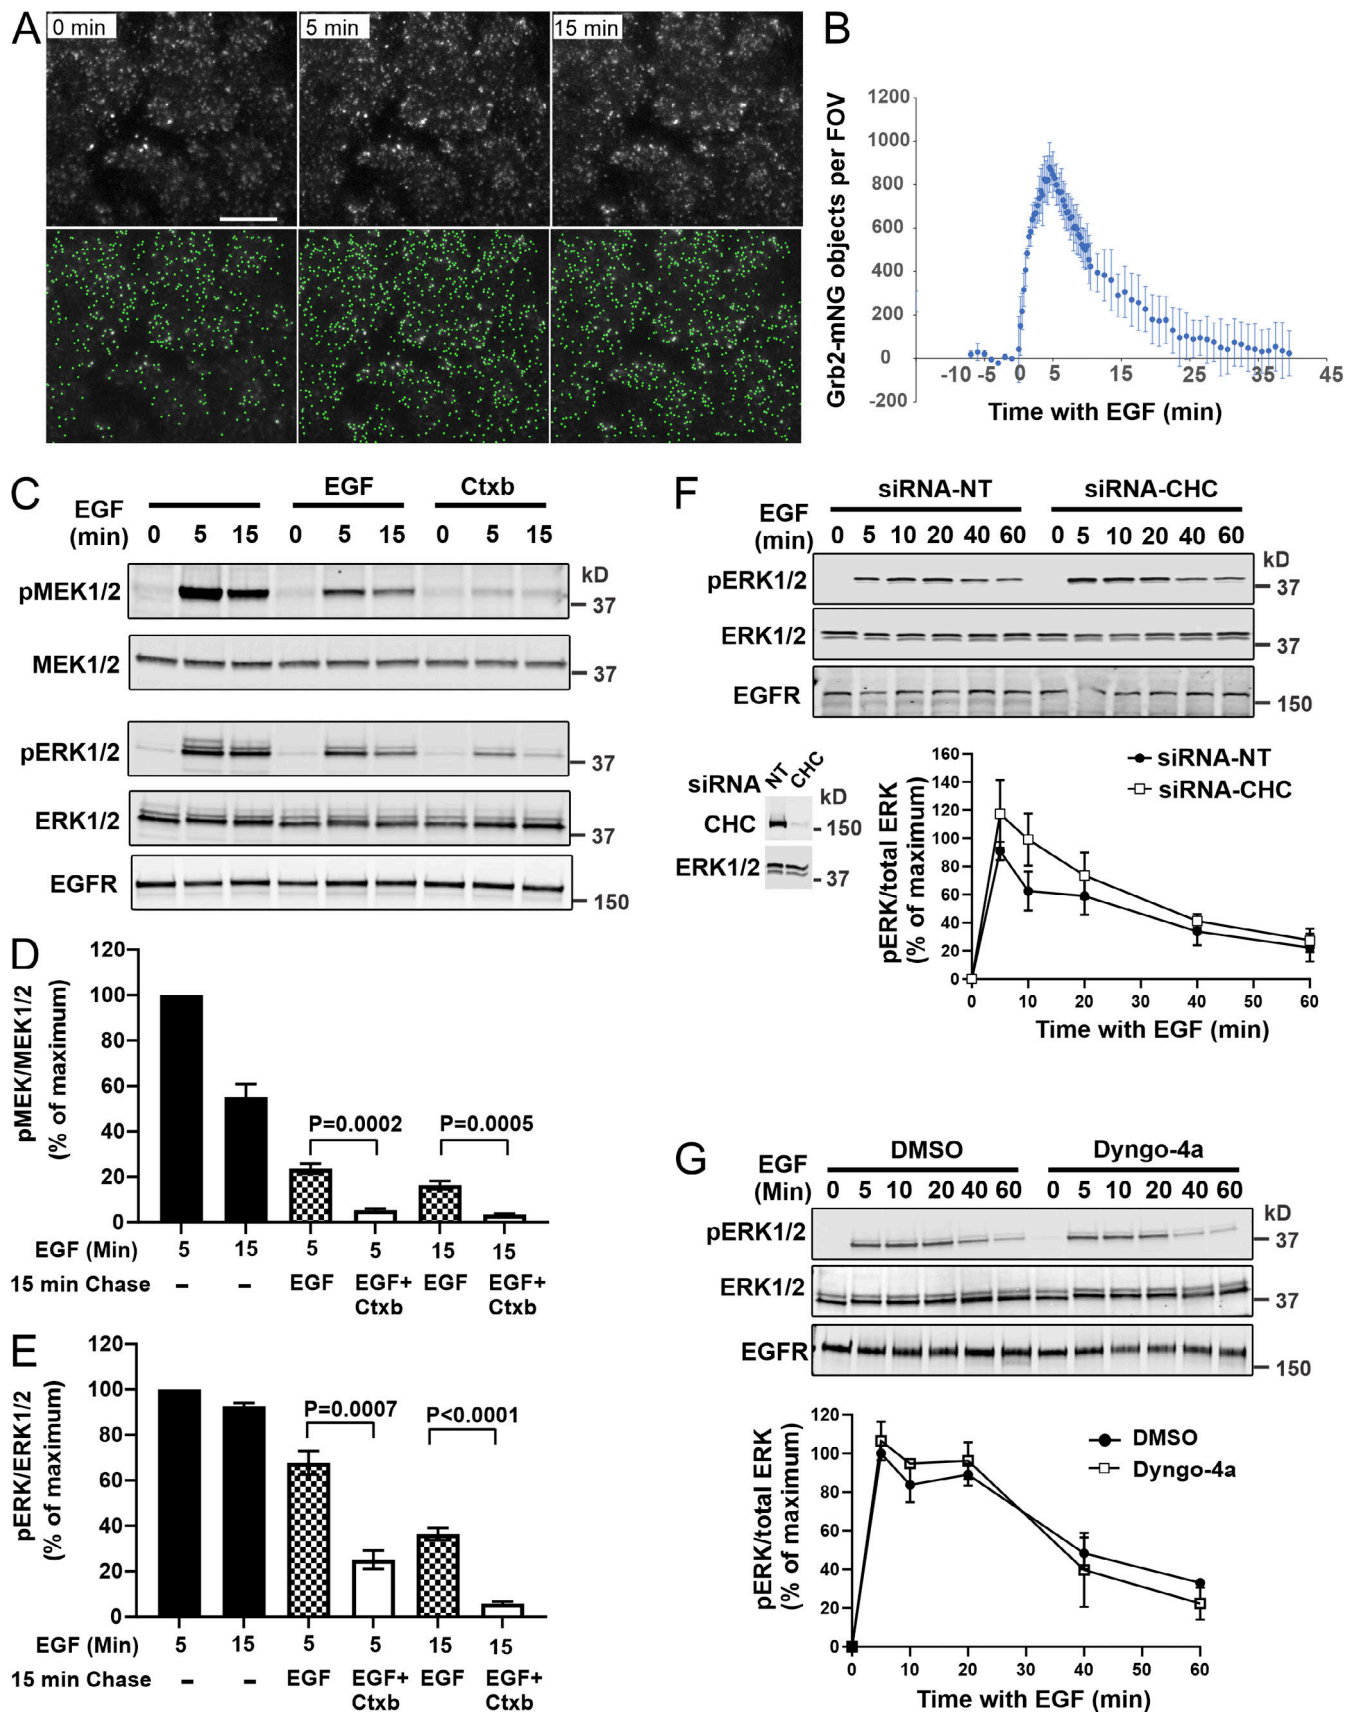 A
0 min
5 min
15 min
B
Grb2-mNG objects per FOV
1200
1000
800
600
400
200
0
-200
-10 -5 0 5 15 25 35 45
Time with EGF (min)
C
EGF Ctxb
EGF
(min) 0 5 15 0 5 15 0 5 15
kD
pMEK1/2
37
MEK1/2
37
pERK1/2
37
ERK1/2
37
EGFR
150
D
pMEK/MEK1/2
(% of maximum)
120
100
80
60
40
20
0
P=0.0002 P=0.0005
EGF (Min) 5 15 5 5 15 15
15 min Chase – – EGF EGF+ EGF EGF+
Ctxb Ctxb
E
pERK/ERK1/2
(% of maximum)
120
100
80
60
40
20
0
P=0.0007 P<0.0001
EGF (Min) 5 15 5 5 15 15
15 min Chase – – EGF EGF+ EGF EGF+
Ctxb Ctxb
F
siRNA-NT siRNA-CHC
EGF
(min) 0 5 10 20 40 60 0 5 10 20 40 60
kD
pERK1/2
37
ERK1/2
37
EGFR
150
siRNA NT CHC
kD
CHC
150
ERK1/2
37
pERK/total ERK
(% of maximum)
160
140
120
100
80
60
40
20
0
siRNA-NT
siRNA-CHC
0 10 20 30 40 50 60
Time with EGF (min)
G
DMSO Dyngo-4a
EGF
(Min) 0 5 10 20 40 60 0 5 10 20 40 60
kD
pERK1/2
37
ERK1/2
37
EGFR
150
pERK/total ERK
(% of maximum)
120
100
80
60
40
20
0
DMSO
Dyngo-4a
0 10 20 30 40 50 60
Time with EGF (min)